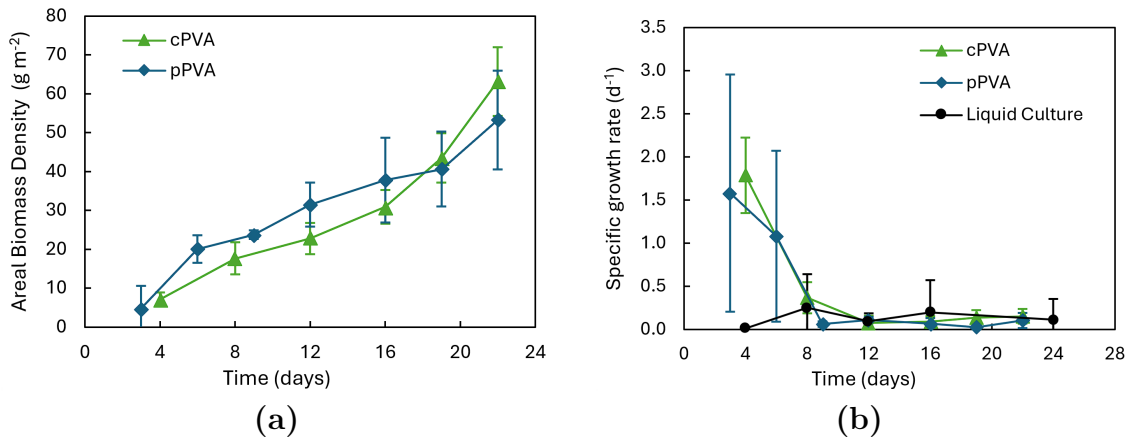 80
70
60
50
40
30
20
10
0
Areal Biomass Density (g m⁻²)
cPVA
pPVA
0 4 8 12 16 20 24
Time (days)
(a)
3.5
3.0
2.5
2.0
1.5
1.0
0.5
0.0
Specific growth rate (d⁻¹)
cPVA
pPVA
Liquid Culture
0 4 8 12 16 20 24 28
Time (days)
(b)